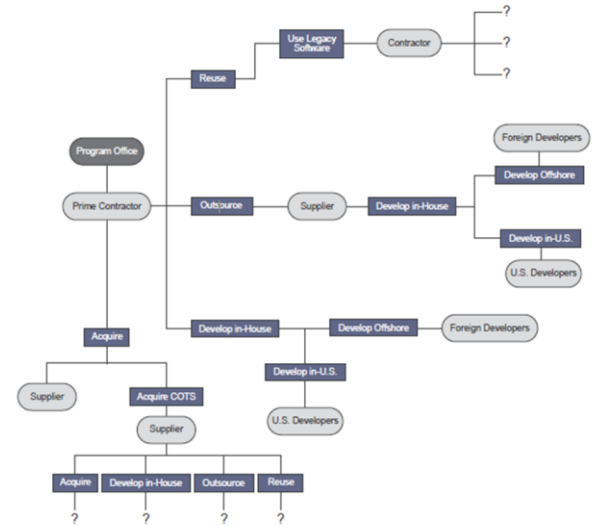 ?
Use Legacy
Software
Contractor
?
Reuse
?
Program Office
Foreign Developers
Develop Offshore
Prime Contractor
Outsource
Supplier
Develop in-House
Develop in-U.S.
U.S. Developers
Develop in-House
Develop Offshore
Foreign Developers
Acquire
Develop in-U.S.
Supplier
Acquire COTS
U.S. Developers
Supplier
Acquire
Develop in-House
Outsource
Reuse
?
?
?
?